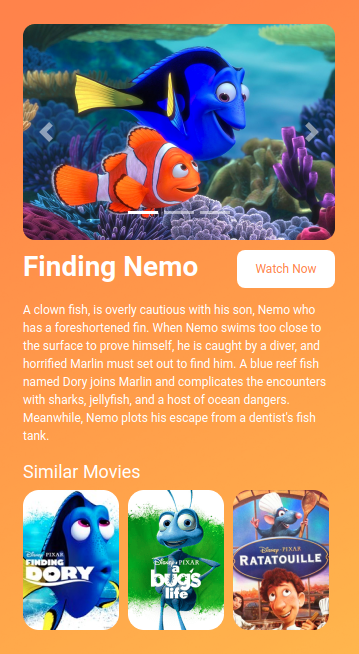 Finding Nemo
Watch Now
A clown fish, is overly cautious with his son, Nemo who
has a foreshortened fin. When Nemo swims too close to
the surface to prove himself, he is caught by a diver, and
horrified Marlin must set out to find him. A blue reef fish
named Dory joins Marlin and complicates the encounters
with sharks, jellyfish, and a host of ocean dangers.
Meanwhile, Nemo plots his escape from a dentist's fish
tank.
Similar Movies
Disney PIXAR
FINDING
DORY
Disney PIXAR
a
bugs
life
Disney PIXAR
RATATOUILLE